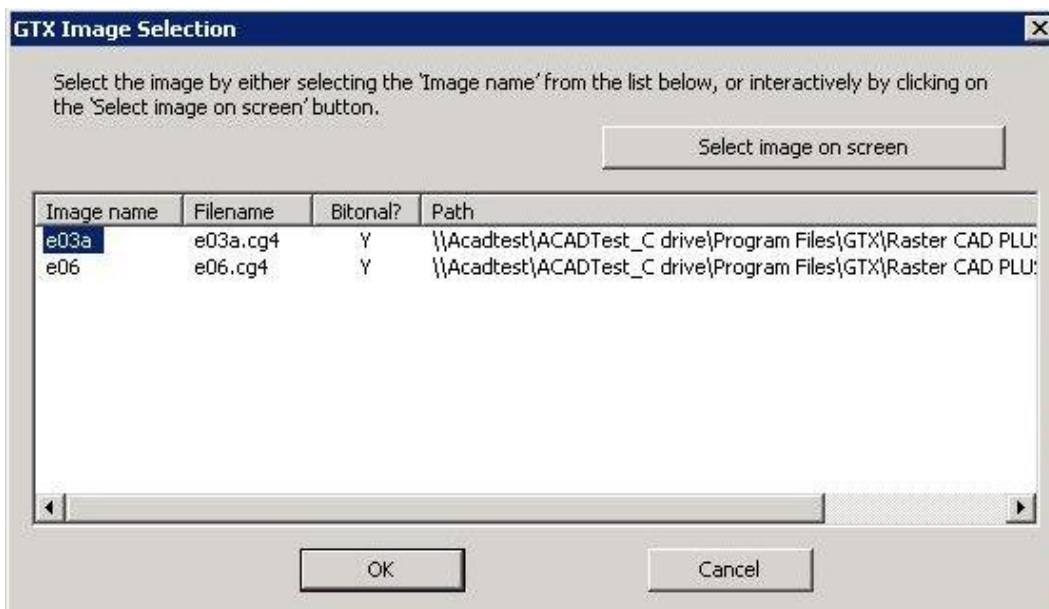 GTX Image Selection
Select the image by either selecting the 'Image name' from the list below, or interactively by clicking on
the 'Select image on screen' button.
Select image on screen
Image name Filename Bitonal? Path
e03a e03a.cg4 Y \\Acadtest\ACADTest_C drive\Program Files\GTX\Raster CAD PLUS
e06 e06.cg4 Y \\Acadtest\ACADTest_C drive\Program Files\GTX\Raster CAD PLUS
OK Cancel